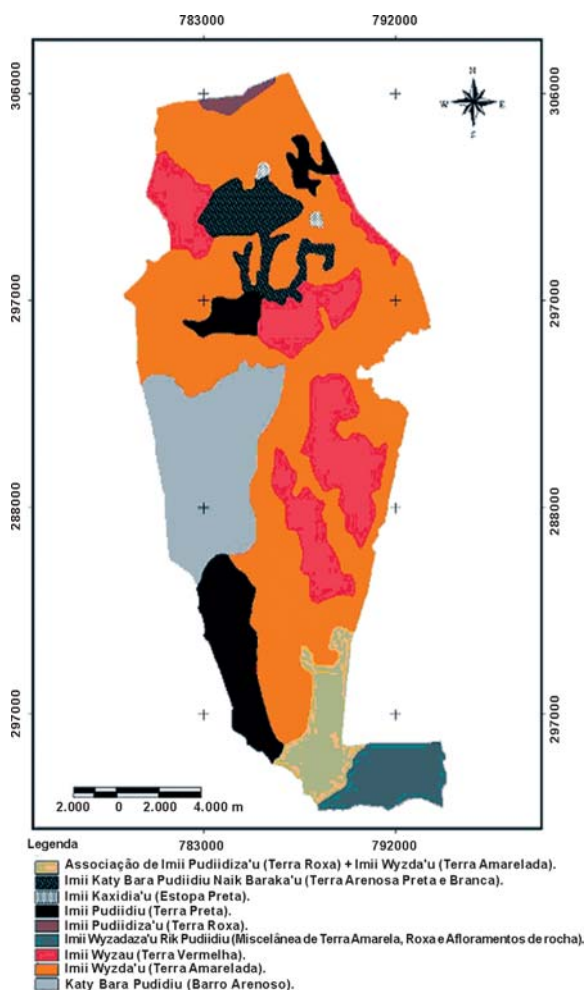 783000 792000
N
W E
S
306000 306000
297000 297000
288000 288000
297000 297000
2.000 0 2.000 4.000 m
783000 792000
Legenda
Associação de Imii Pudiidiza'u (Terra Roxa) + Imii Wyzda'u (Terra Amarelada).
Imii Katy Bara Pudiidiu Naik Baraka'u (Terra Arenosa Preta e Branca).
Imii Kaxidia'u (Estopa Preta).
Imii Pudiidiu (Terra Preta).
Imii Pudiidiza'u (Terra Roxa).
Imii Wyzadaza'u Rik Pudiidiu (Miscelânea de Terra Amarela, Roxa e Afloramentos de rocha).
Imii Wyzau (Terra Vermelha).
Imii Wyzda'u (Terra Amarelada).
Katy Bara Pudidiu (Barro Arenoso).